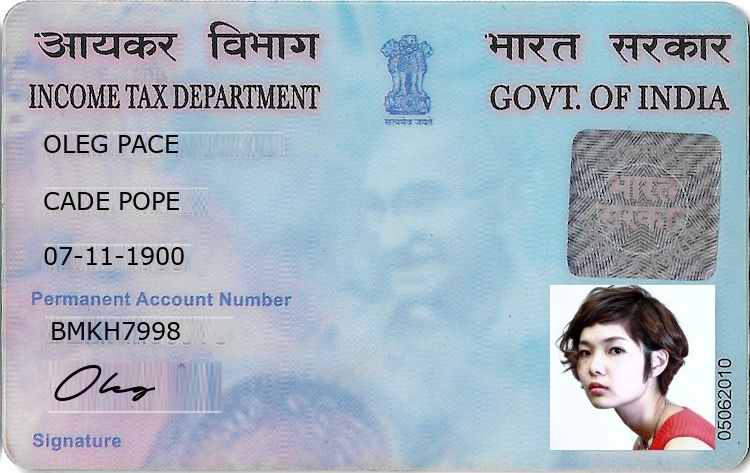 आयकर विभाग
भारत सरकार
INCOME TAX DEPARTMENT
GOVT. OF INDIA
सत्यमेव जयते
OLEG PACE
भारत सरकार
CADE POPE
07-11-1900
Permanent Account Number
BMKH7998
Oleg
05062010
Signature